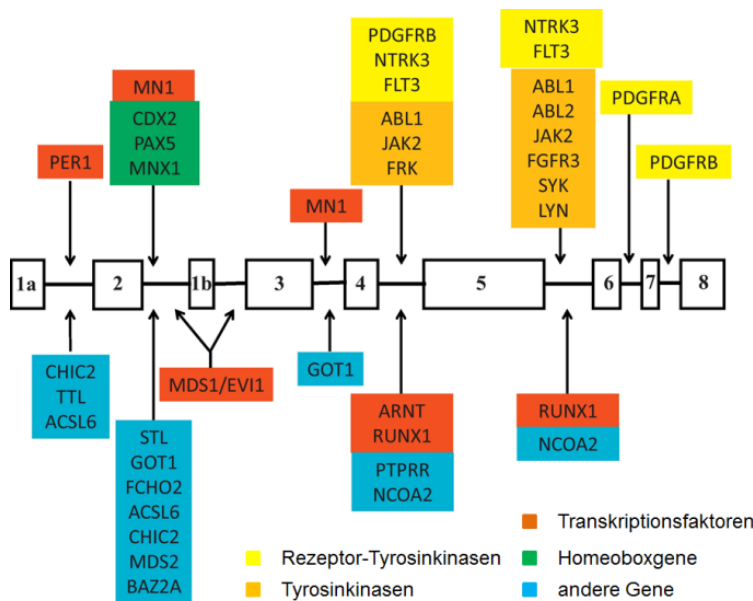 PDGFRB
NTRK3
FLT3
ABL1
JAK2
FRK
NTRK3
FLT3
ABL1
ABL2
JAK2
FGFR3
SYK
LYN
MN1
CDX2
PAX5
MNX1
PDGFRA
PER1
PDGFRB
MN1
1a
2
1b
3
4
5
6
7
8
CHIC2
TTL
ACSL6
MDS1/EVI1
GOT1
STL
GOT1
FCHO2
ACSL6
CHIC2
MDS2
BAZ2A
ARNT
RUNX1
PTPRR
NCOA2
RUNX1
NCOA2
Transkriptionsfaktoren
Rezeptor-Tyrosinkinasen
Homeoboxgene
Tyrosinkinasen
andere Gene